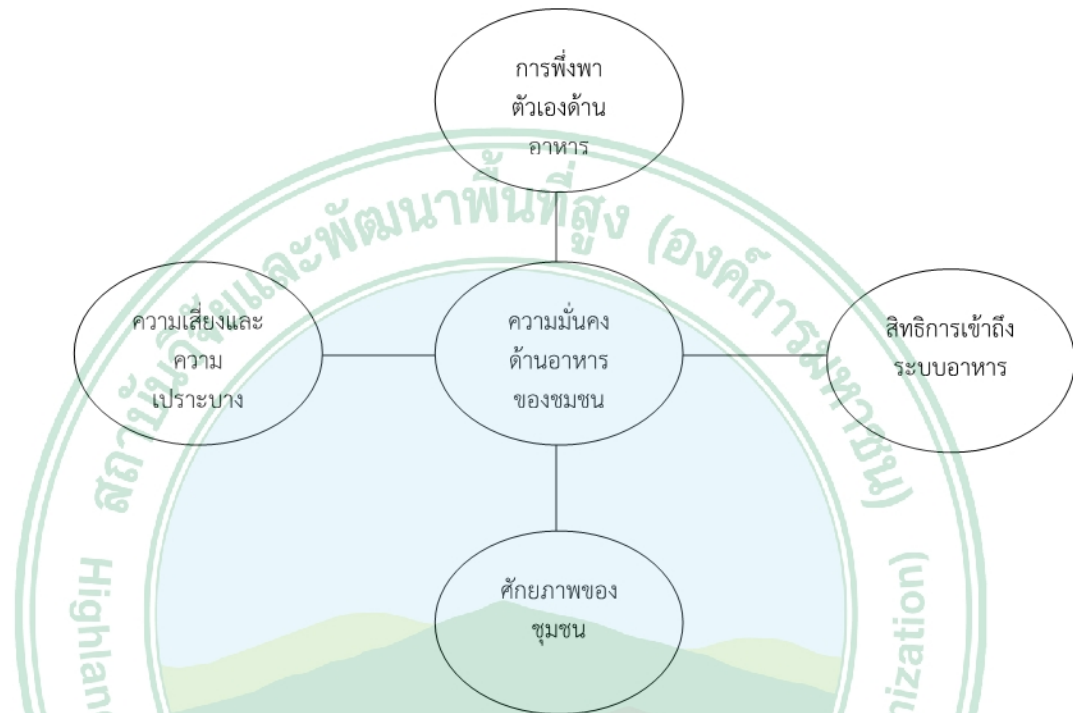 การพึ่งพา
ตัวเองด้าน
อาหาร
สถาบันวิจัยและพัฒนาพื้นที่สูง (องค์การมหาชน)
ความเสี่ยงและ
ความ
เปราะบาง
ความมั่นคง
ด้านอาหาร
ของชมชน
สิทธิการเข้าถึง
ระบบอาหาร
ศักยภาพของ
ชุมชน